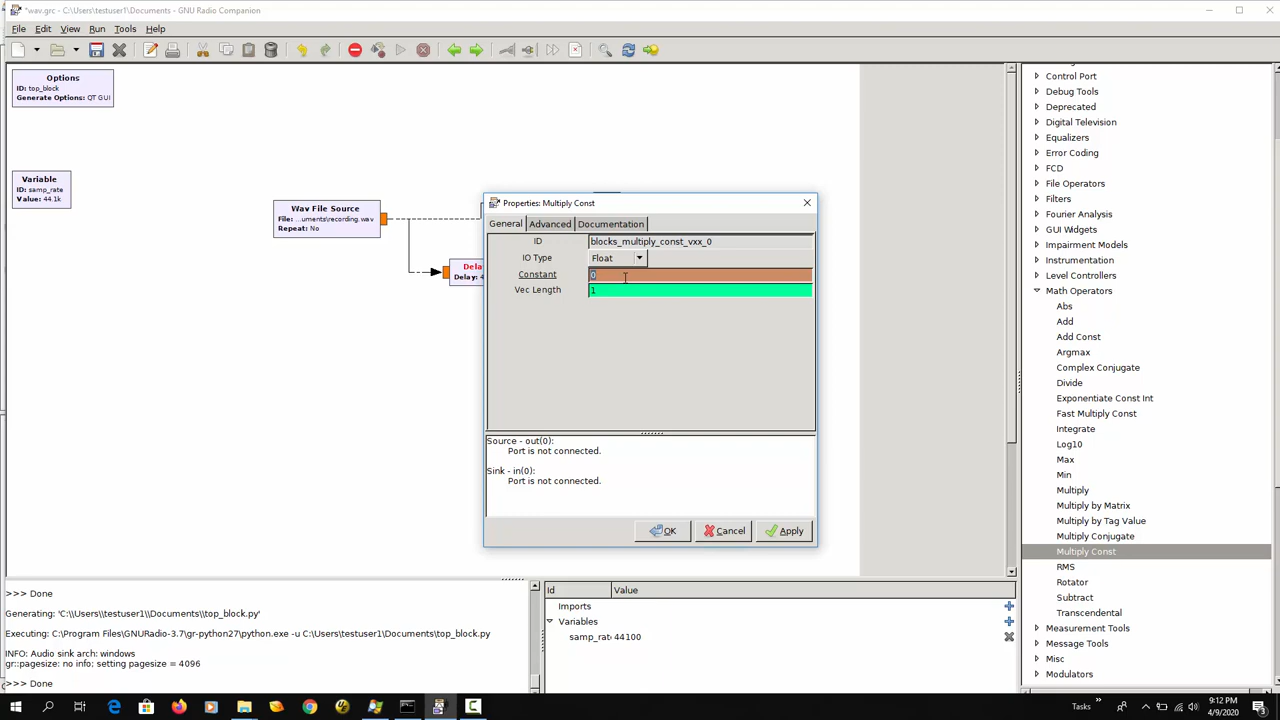 *wav.grc - C:\Users\testuser1\Documents - GNU Radio Companion
File Edit View Run Tools Help
Options
ID: top_block
Generate Options: QT GUI
Variable
ID: samp_rate
Value: 44.1k
Wav File Source
File: ...uments\recording.wav
Repeat: No
Dela
Delay: 4
Properties: Multiply Const
General Advanced Documentation
ID blocks_multiply_const_vxx_0
IO Type Float
Constant 0
Vec Length 1
Source - out(0):
Port is not connected.
Sink - in(0):
Port is not connected.
OK Cancel Apply
Control Port
Debug Tools
Deprecated
Digital Television
Equalizers
Error Coding
FCD
File Operators
Filters
Fourier Analysis
GUI Widgets
Impairment Models
Instrumentation
Level Controllers
Math Operators
Abs
Add
Add Const
Argmax
Complex Conjugate
Divide
Exponentiate Const Int
Fast Multiply Const
Integrate
Log10
Max
Min
Multiply
Multiply by Matrix
Multiply by Tag Value
Multiply Conjugate
Multiply Const
RMS
Rotator
Subtract
Transcendental
Measurement Tools
Message Tools
Misc
Modulators
>>> Done
Generating: 'C:\\Users\\testuser1\\Documents\\top_block.py'
Executing: C:\Program Files\GNURadio-3.7\gr-python27\python.exe -u C:\Users\testuser1\Documents\top_block.py
INFO: Audio sink arch: windows
gr::pagesize: no info: setting pagesize = 4096
>>> Done
Id Value
Imports
Variables
samp_rat 44100
Tasks
9:12 PM
4/9/2020
3